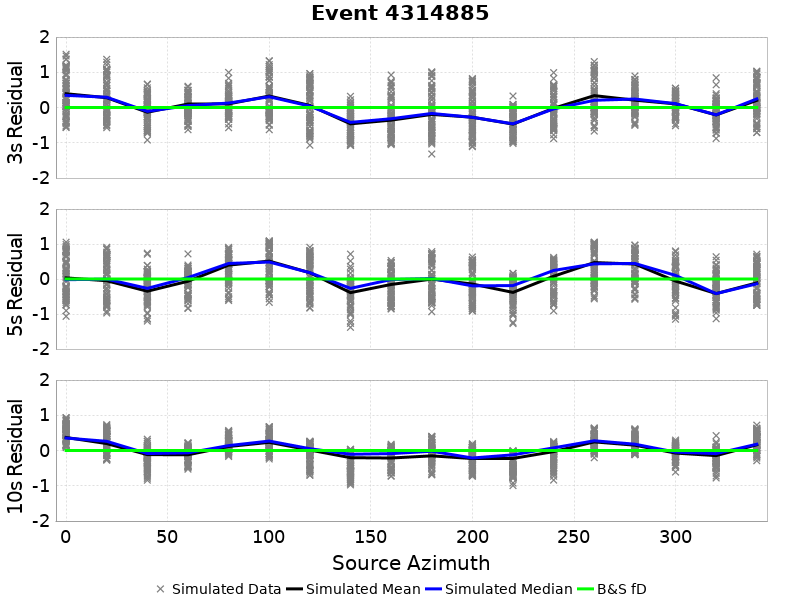 Event 4314885
3s Residual
2
1
0
-1
-2
5s Residual
2
1
0
-1
-2
10s Residual
2
1
0
-1
-2
0 50 100 150 200 250 300
Source Azimuth
Simulated Data Simulated Mean Simulated Median B&S fD